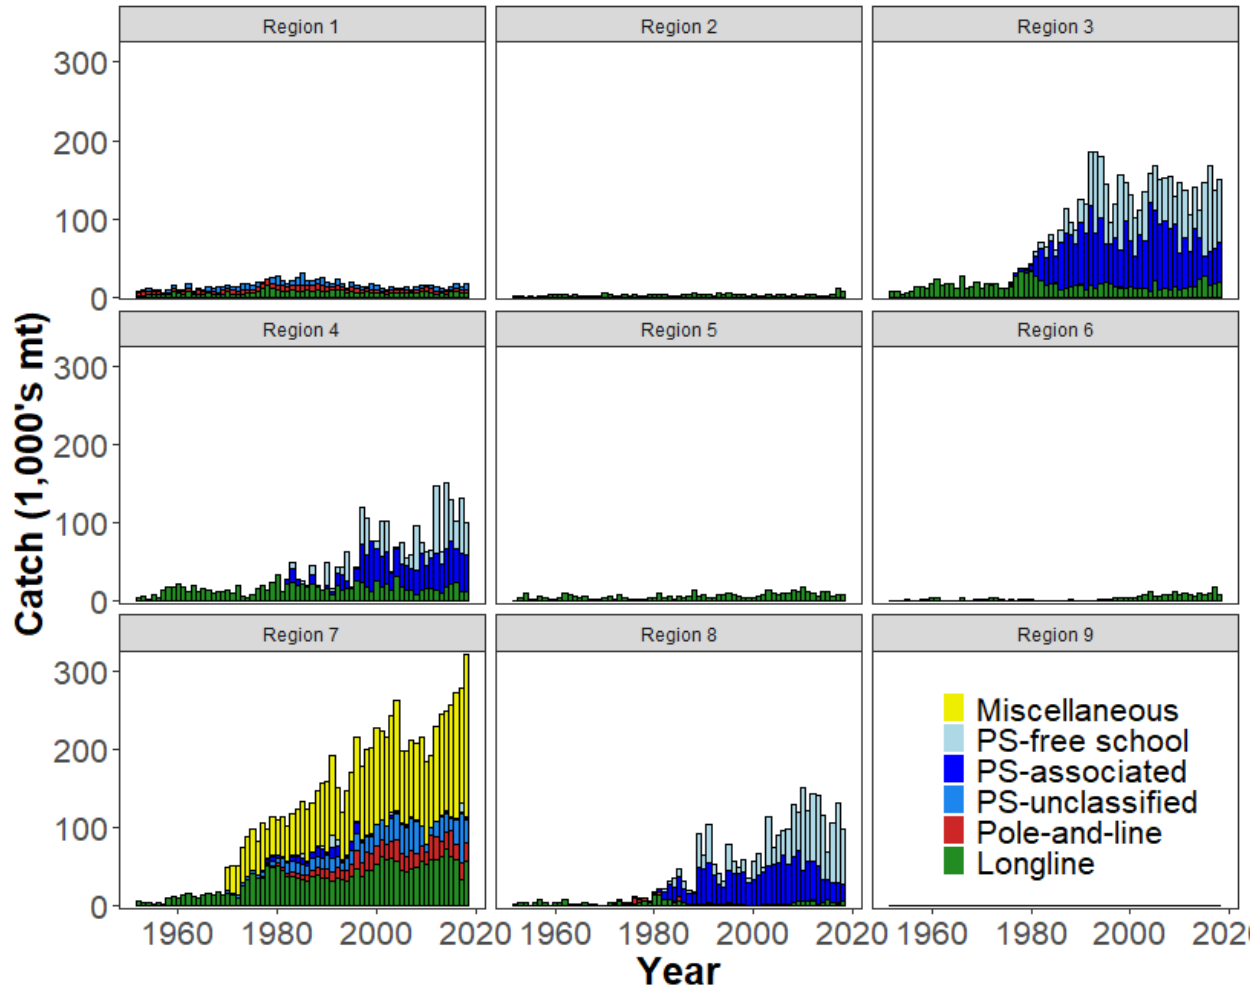 Region 1
Region 2
Region 3
300
200
100
0
Region 4
Region 5
Region 6
300
200
100
0
Catch (1,000's mt)
Region 7
Region 8
Region 9
300
200
100
0
Miscellaneous
PS-free school
PS-associated
PS-unclassified
Pole-and-line
Longline
1960 1980 2000 2020 1960 1980 2000 2020 1960 1980 2000 202
Year